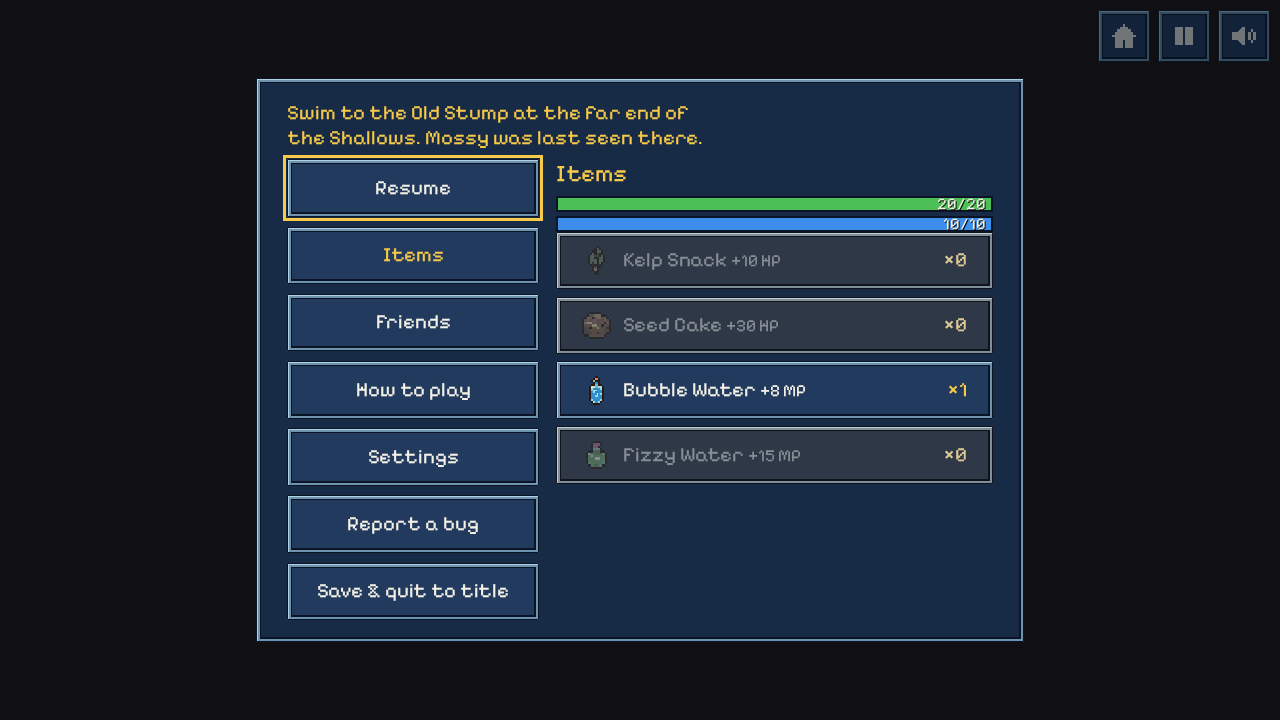 Swim to the Old Stump at the far end of
the Shallows. Mossy was last seen there.
Resume
Items
Friends
How to play
Settings
Report a bug
Save & quit to title
Items
20/20
10/10
Kelp Snack +10 HP ×0
Seed Cake +30 HP ×0
Bubble Water +8 MP ×1
Fizzy Water +15 MP ×0